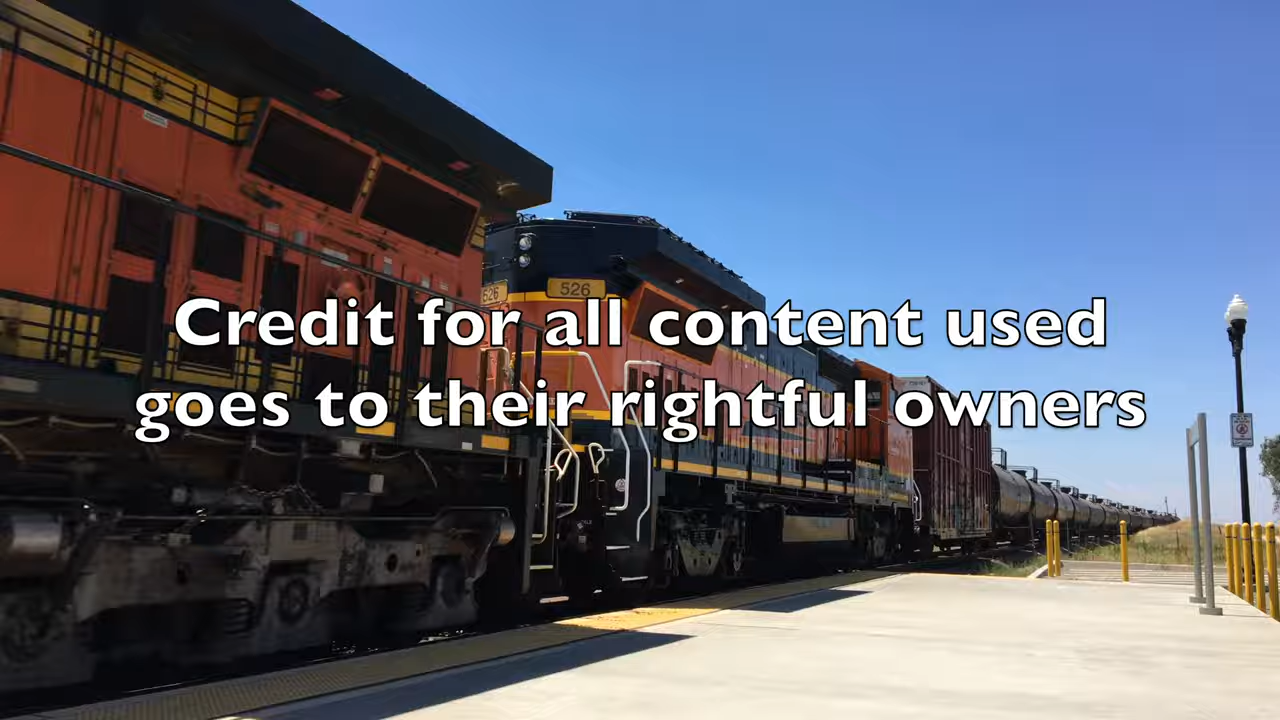 Credit for all content used
goes to their rightful owners
526
526